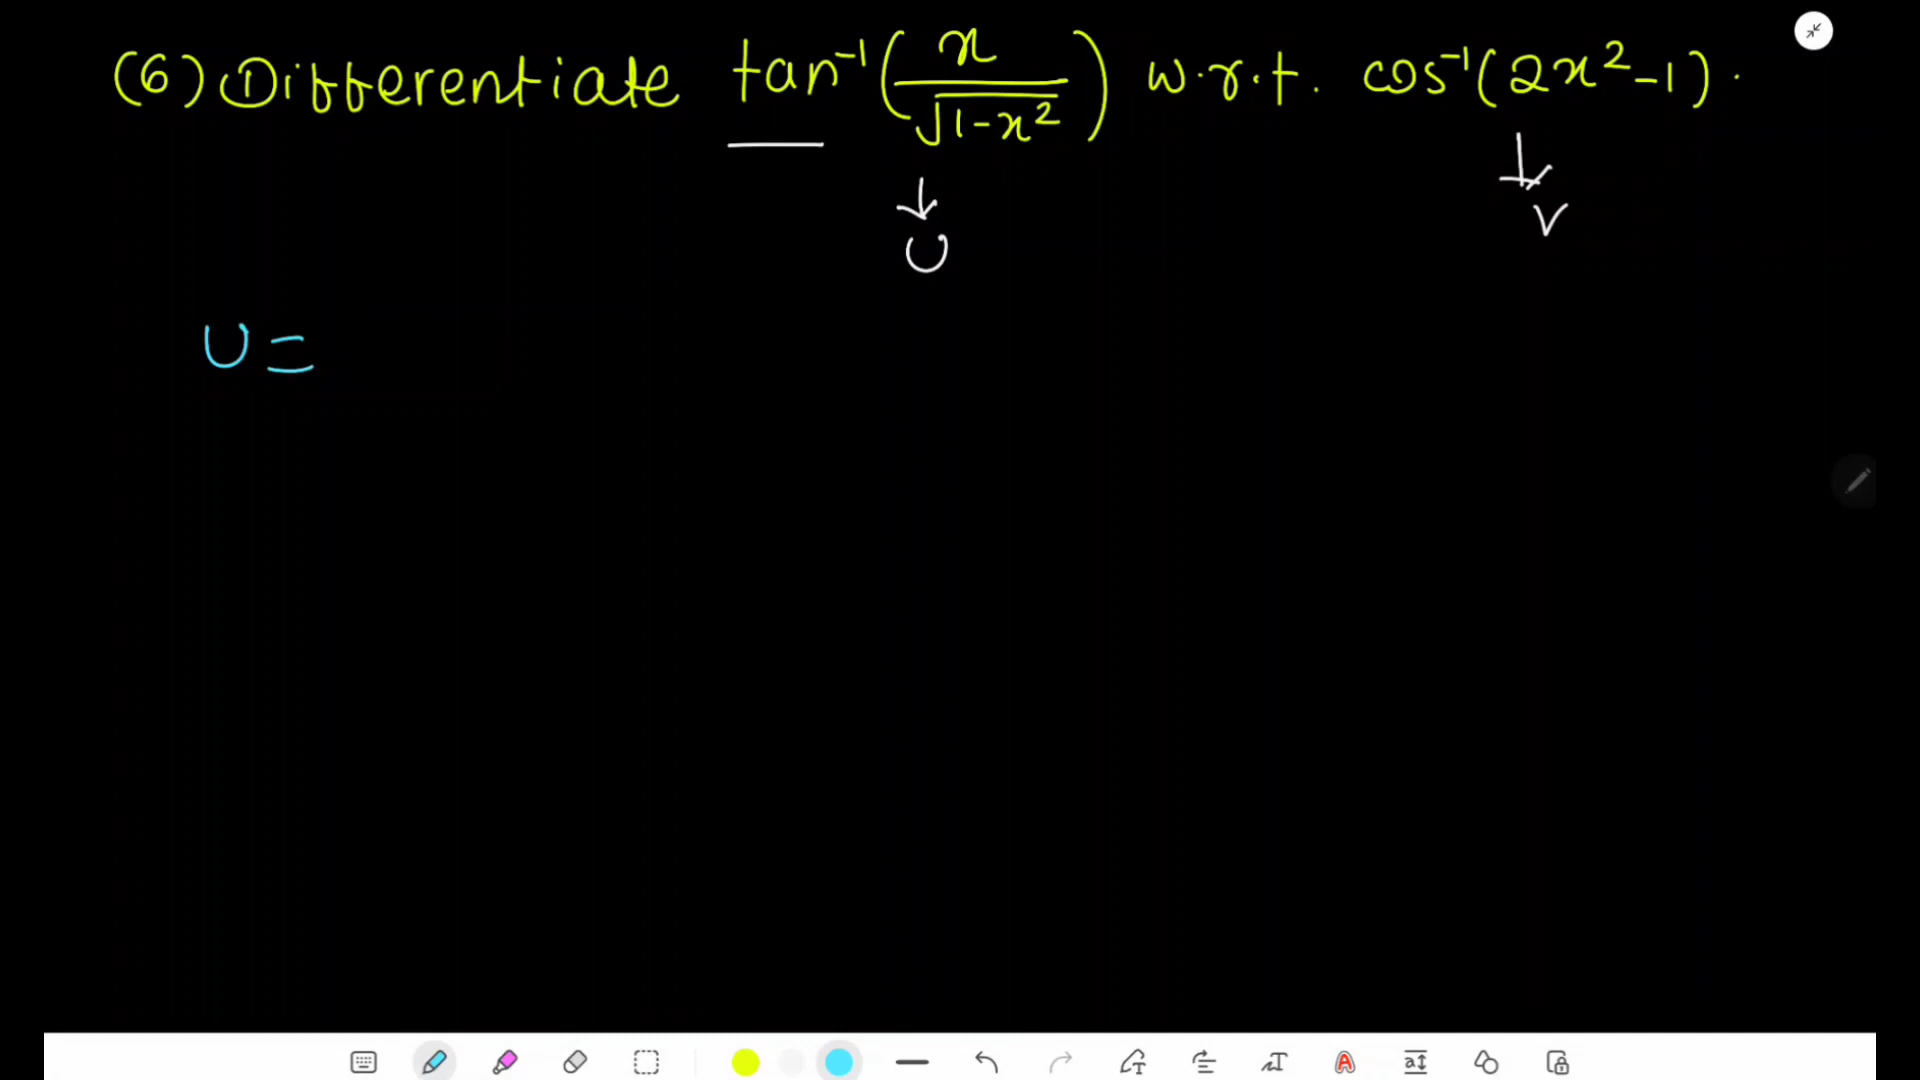 (6) Differentiate tan⁻¹(x/√1-x²) w.r.t. cos⁻¹(2x²-1).
↓ ↓
U V
U =